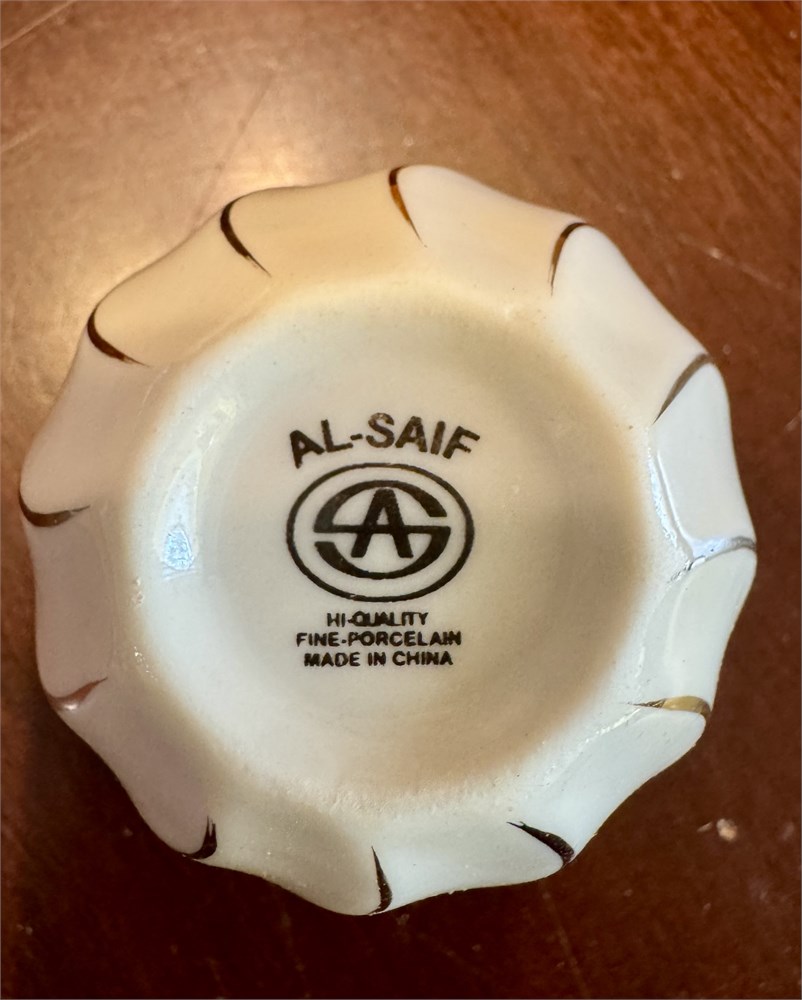 AL-SAIF
SA
HI-QUALITY
FINE-PORCELAIN
MADE IN CHINA